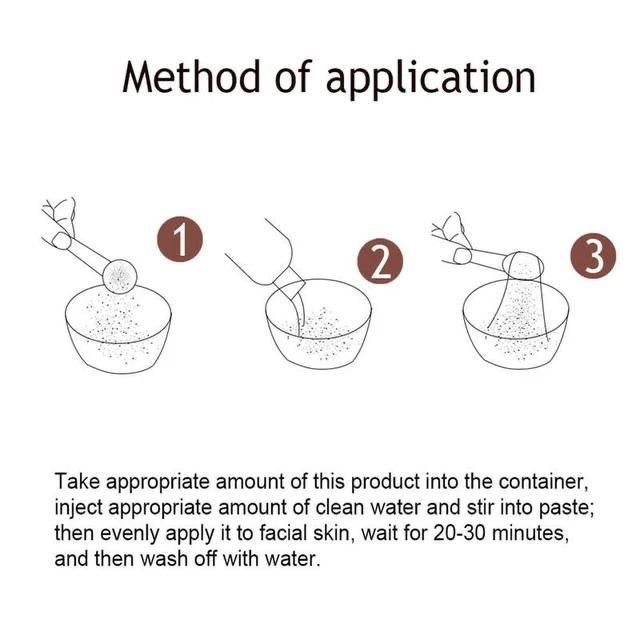 Method of application
1
2
3
Take appropriate amount of this product into the container,
inject appropriate amount of clean water and stir into paste;
then evenly apply it to facial skin, wait for 20-30 minutes,
and then wash off with water.